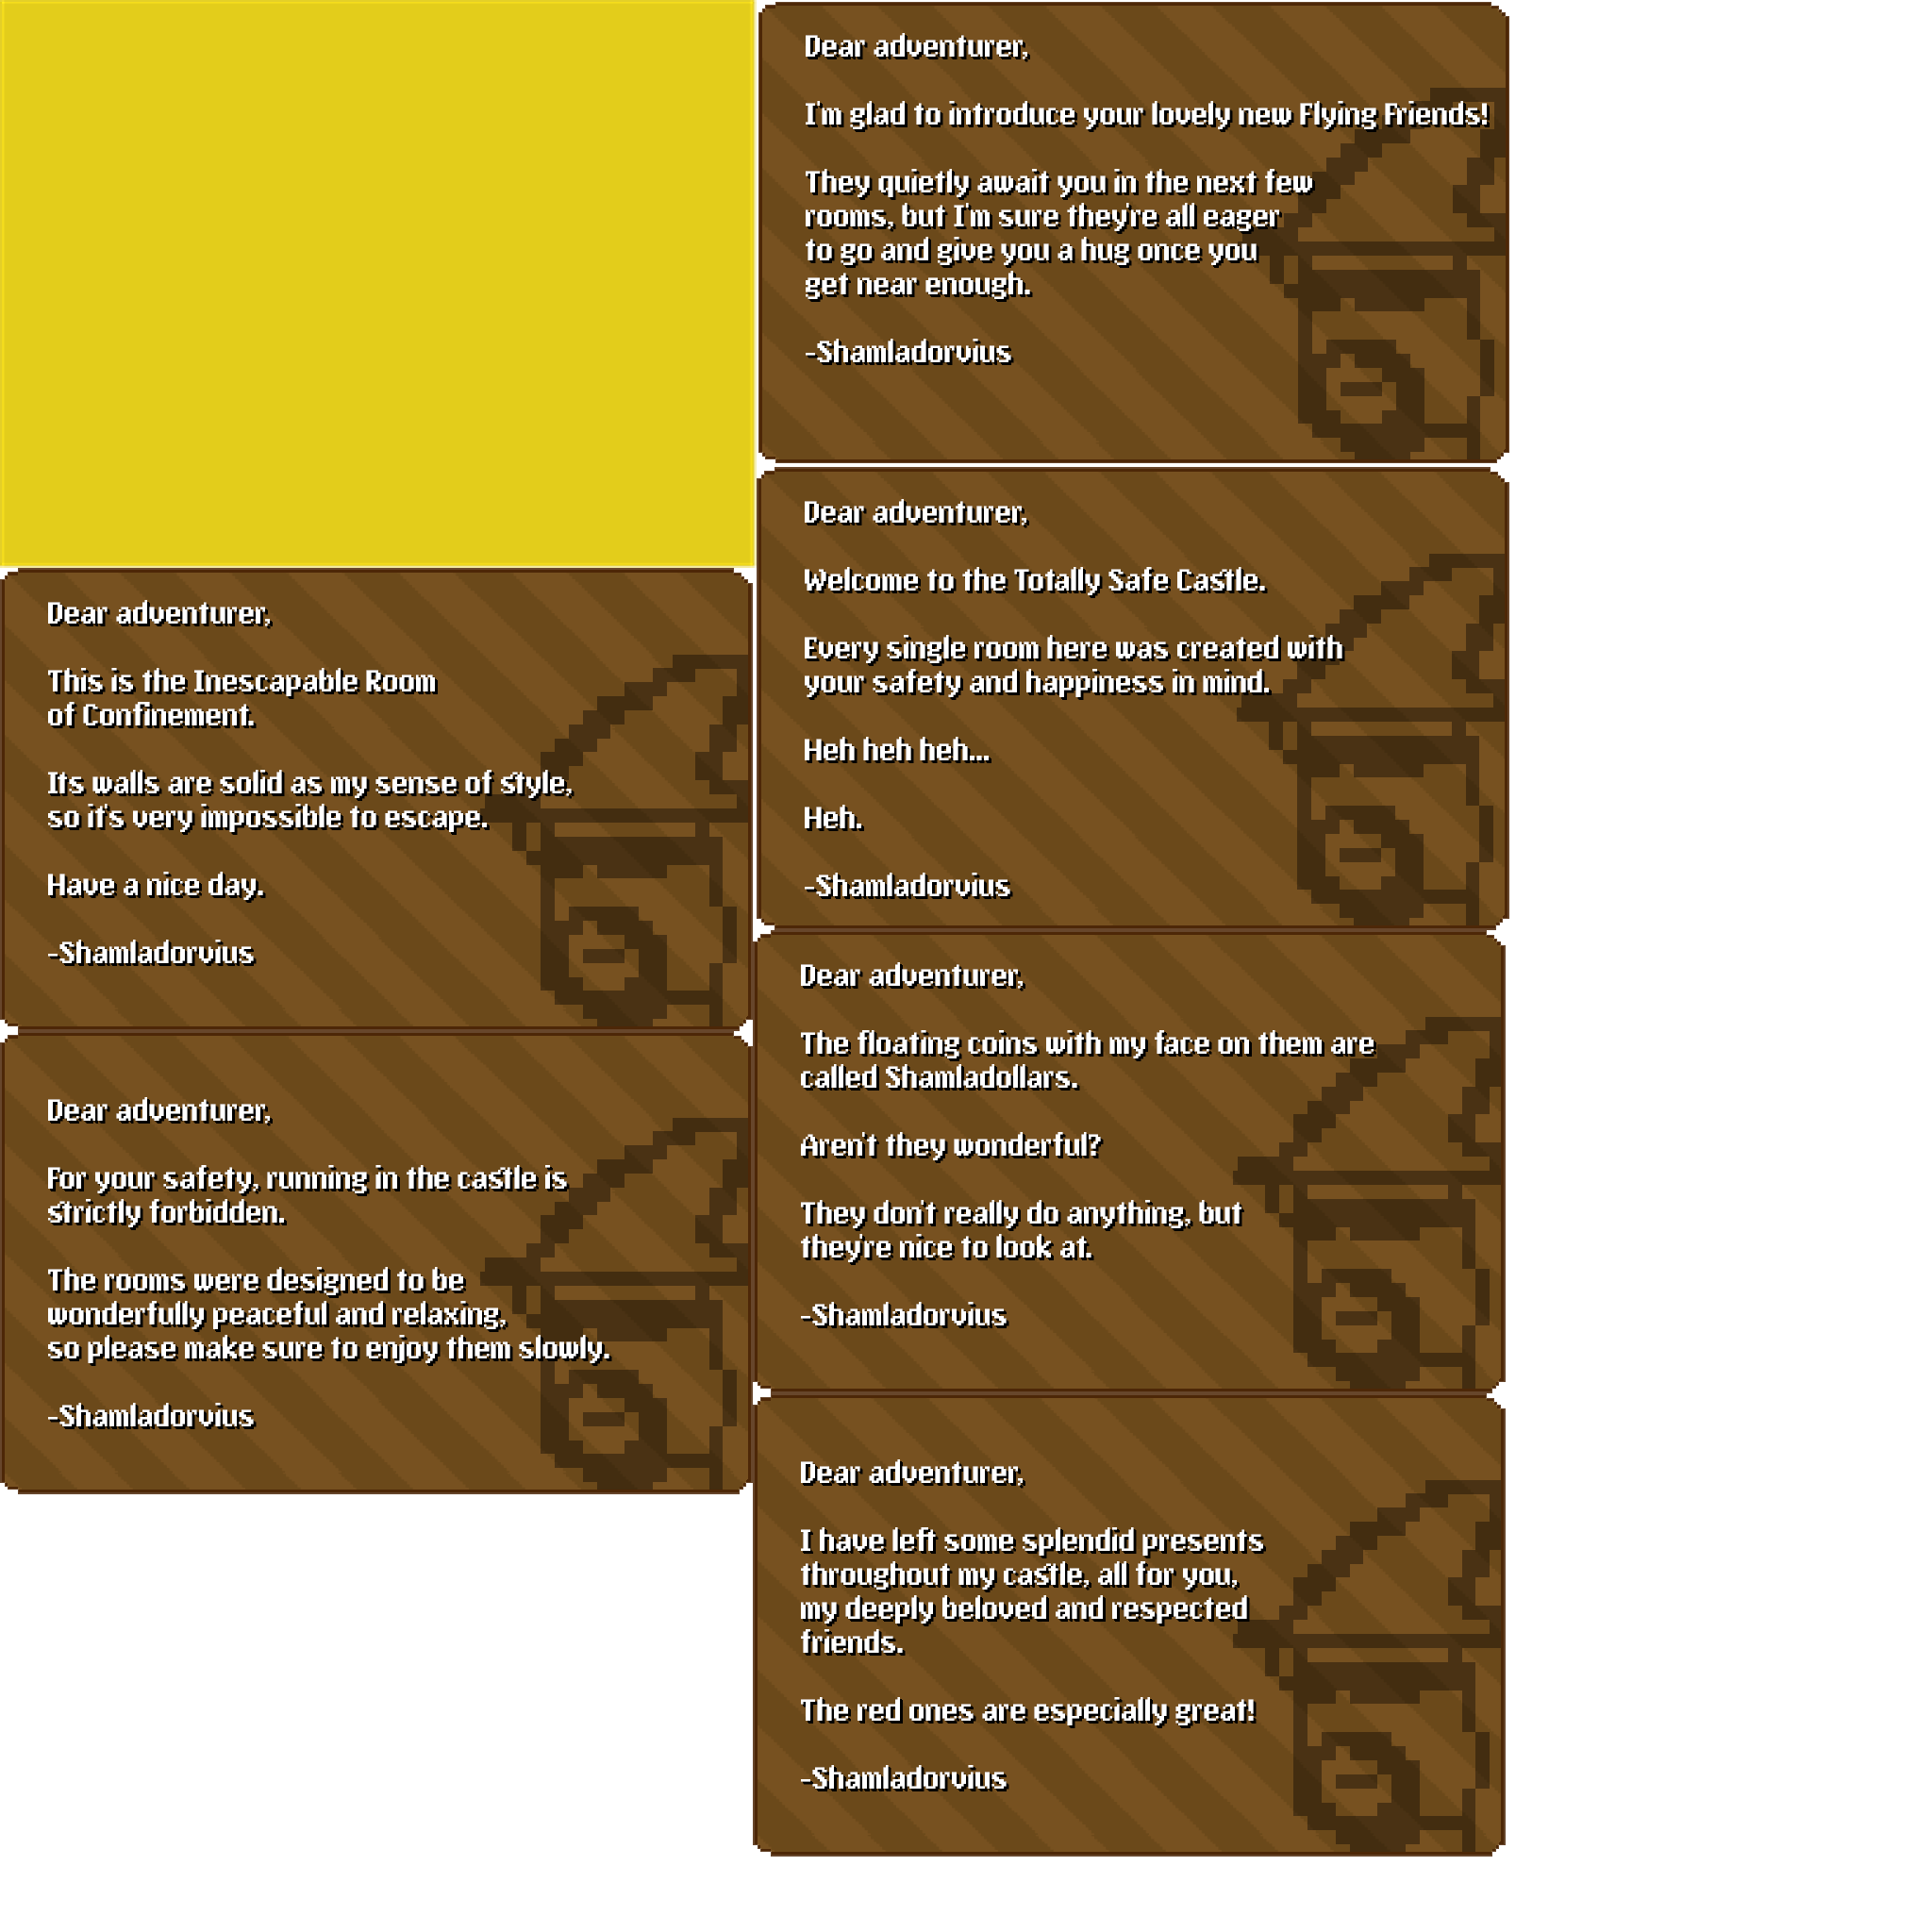 Dear adventurer,
I'm glad to introduce your lovely new Flying Friends!
They quietly await you in the next few
rooms, but I'm sure they're all eager
to go and give you a hug once you
get near enough.
-Shamladorvius
Dear adventurer,
Welcome to the Totally Safe Castle.
Every single room here was created with
your safety and happiness in mind.
Heh heh heh...
Heh.
-Shamladorvius
Dear adventurer,
This is the Inescapable Room
of Confinement.
Its walls are solid as my sense of style,
so it's very impossible to escape.
Have a nice day.
-Shamladorvius
Dear adventurer,
The floating coins with my face on them are
called Shamladollars.
Aren't they wonderful?
They don't really do anything, but
they're nice to look at.
-Shamladorvius
Dear adventurer,
For your safety, running in the castle is
strictly forbidden.
The rooms were designed to be
wonderfully peaceful and relaxing,
so please make sure to enjoy them slowly.
-Shamladorvius
Dear adventurer,
I have left some splendid presents
throughout my castle, all for you,
my deeply beloved and respected
friends.
The red ones are especially great!
-Shamladorvius